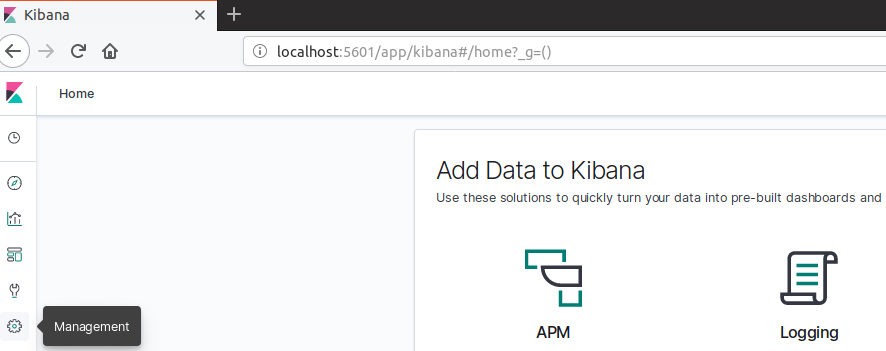 Kibana
localhost:5601/app/kibana#/home?_g=()
Home
Add Data to Kibana
Use these solutions to quickly turn your data into pre-built dashboards and
APM
Logging
Management